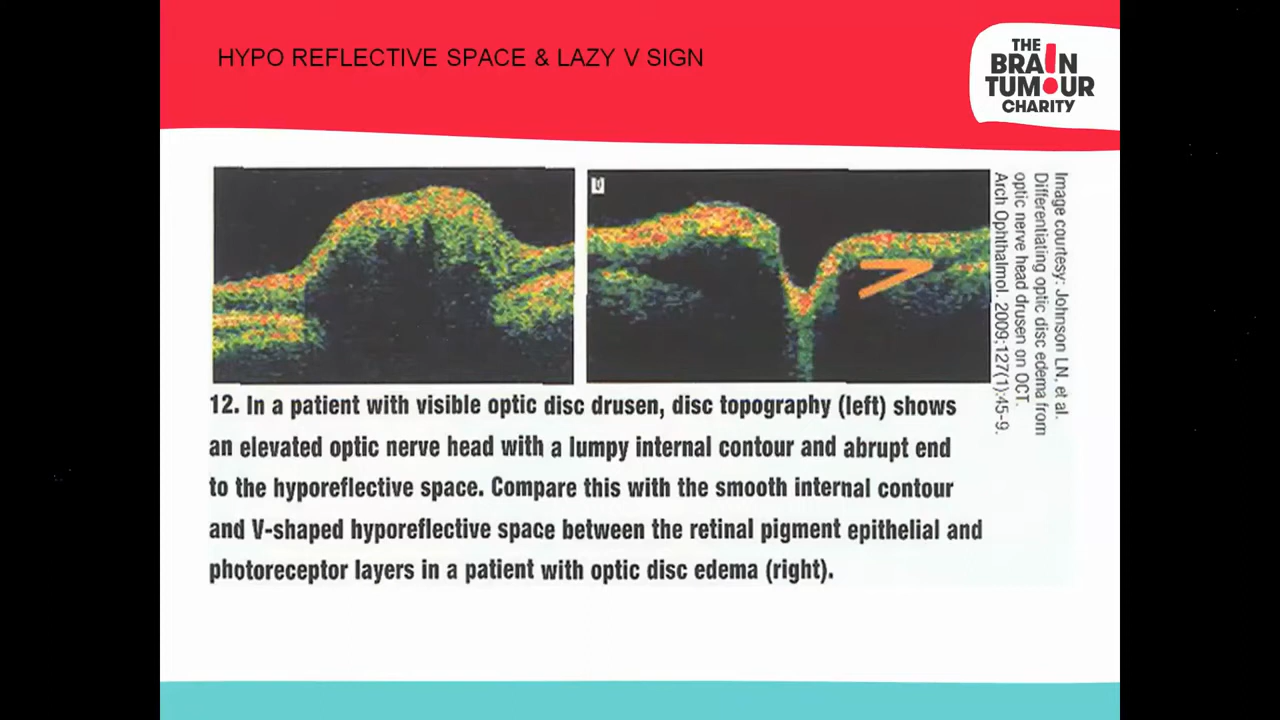 HYPO REFLECTIVE SPACE & LAZY V SIGN
THE
BRAIN
TUMOUR
CHARITY
Image courtesy: Johnson LN, et al.
Differentiating optic disc edema from
optic nerve head drusen on OCT.
Arch Ophthalmol. 2009;127(1):45-9.
12. In a patient with visible optic disc drusen, disc topography (left) shows
an elevated optic nerve head with a lumpy internal contour and abrupt end
to the hyporeflective space. Compare this with the smooth internal contour
and V-shaped hyporeflective space between the retinal pigment epithelial and
photoreceptor layers in a patient with optic disc edema (right).